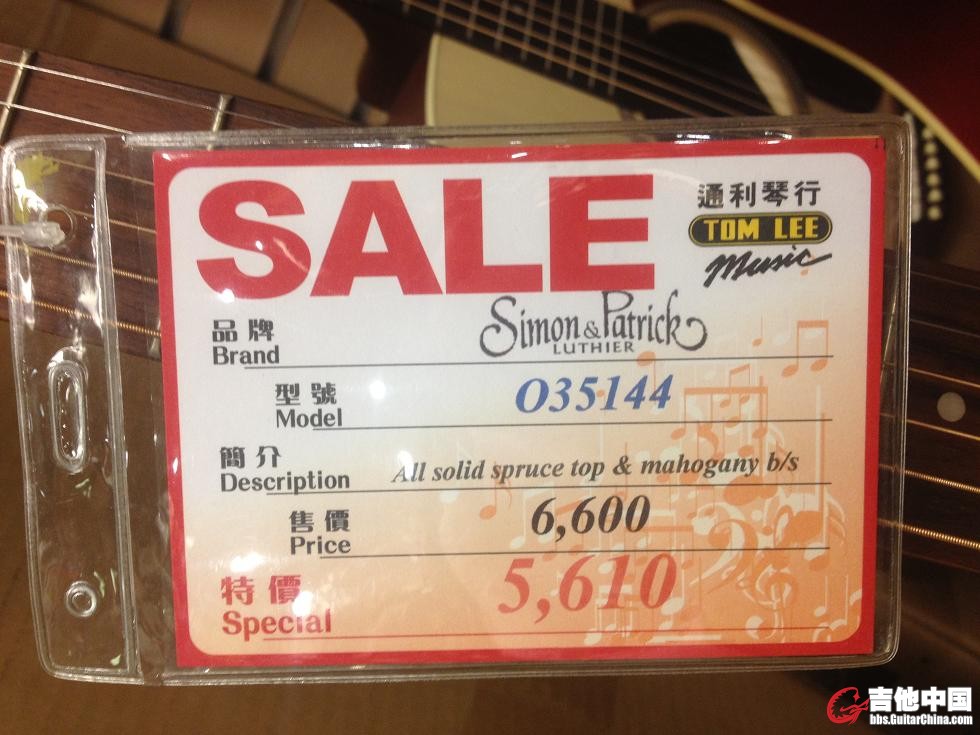 SALE
通利琴行
TOM LEE
Music
品牌
Brand
Simon & Patrick
LUTHIER
型號
Model
O35144
簡介
Description
All solid spruce top & mahogany b/s
售價
Price
6,600
特價
Special
5,610
吉他中国
bbs.GuitarChina.com